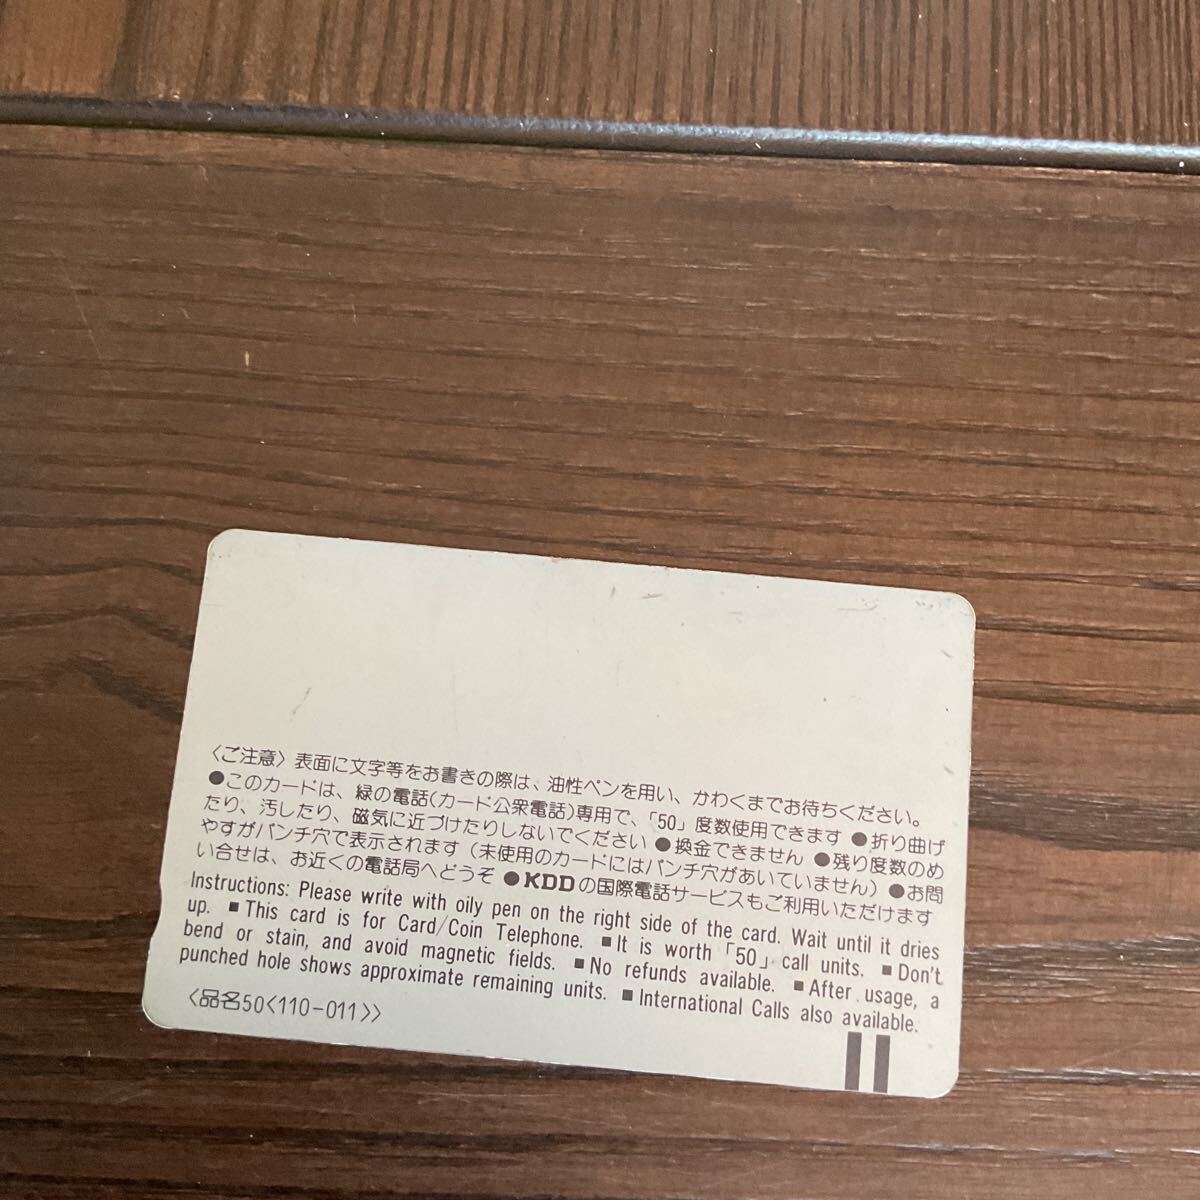 〈ご注意〉表面に文字等をお書きの際は、油性ペンを用い、かわくまでお待ちください。
●このカードは、緑の電話(カード公衆電話)専用で、「50」度数使用できます ●折り曲げ
たり、汚したり、磁気に近づけたりしないでください ●換金できません ●残り度数のめ
やすがパンチ穴で表示されます（未使用のカードにはパンチ穴があいていません）●お問
い合せは、お近くの電話局へどうぞ ●KDDの国際電話サービスもご利用いただけます
Instructions: Please write with oily pen on the right side of the card. Wait until it dries
up. ■This card is for Card/Coin Telephone. ■It is worth「50」call units. ■Don't
bend or stain, and avoid magnetic fields. ■No refunds available. ■After usage, a
punched hole shows approximate remaining units. ■International Calls also available.
〈品名50〈110-011〉〉